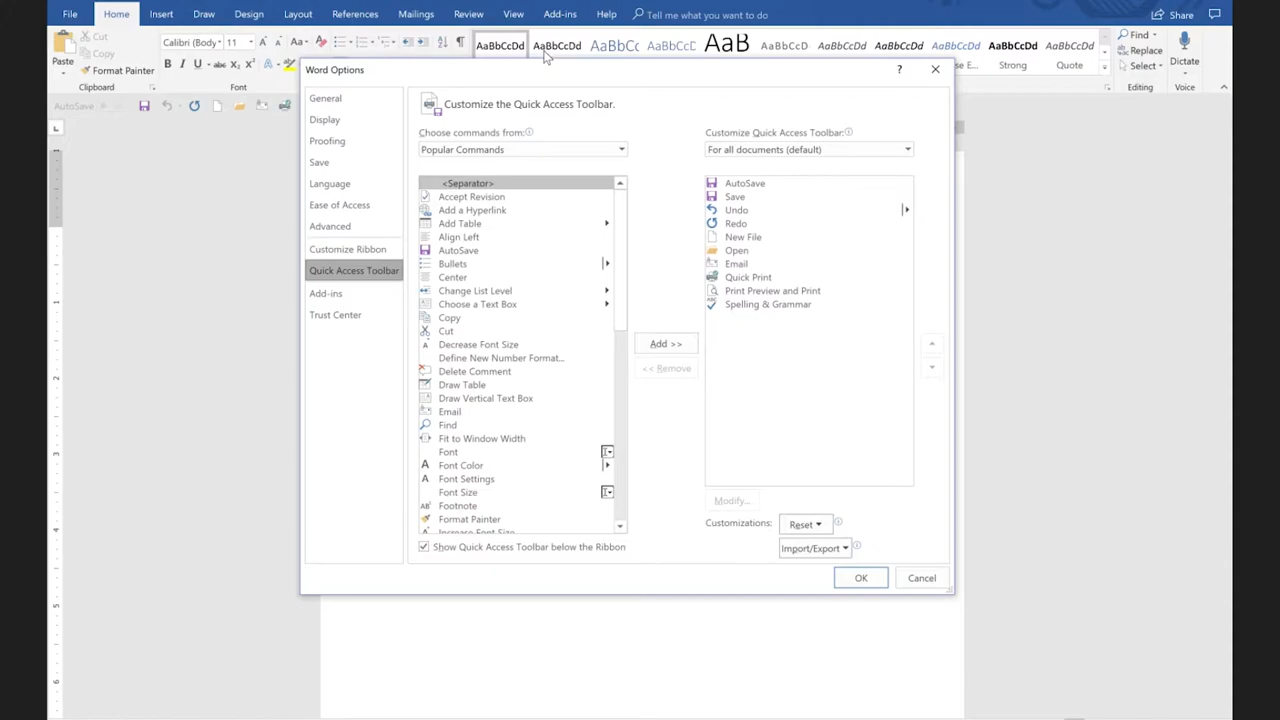 File Home Insert Draw Design Layout References Mailings Review View Add-ins Help Tell me what you want to do Share
Cut
Copy
Paste
Format Painter
Clipboard
Calibri (Body) 11
Aa
B I U abc X2 X2
Font
AaBbCcDd AaBbCcDd AaBbCc AaBbCcD AaB AaBbCcD AaBbCcDd AaBbCcDd AaBbCcDd AaBbCcDd AaBbCcDd
Strong Quote
Find
Replace
Select
Editing
Dictate
Voice
AutoSave
Word Options
General
Display
Proofing
Save
Language
Ease of Access
Advanced
Customize Ribbon
Quick Access Toolbar
Add-ins
Trust Center
Customize the Quick Access Toolbar.
Choose commands from:
Popular Commands
<Separator>
Accept Revision
Add a Hyperlink
Add Table
Align Left
AutoSave
Bullets
Center
Change List Level
Choose a Text Box
Copy
Cut
Decrease Font Size
Define New Number Format...
Delete Comment
Draw Table
Draw Vertical Text Box
Email
Find
Fit to Window Width
Font
Font Color
Font Settings
Font Size
Footnote
Format Painter
Increase Font Size
Show Quick Access Toolbar below the Ribbon
Add >>
<< Remove
Customize Quick Access Toolbar:
For all documents (default)
AutoSave
Save
Undo
Redo
New File
Open
Email
Quick Print
Print Preview and Print
Spelling & Grammar
Modify...
Customizations: Reset
Import/Export
OK Cancel